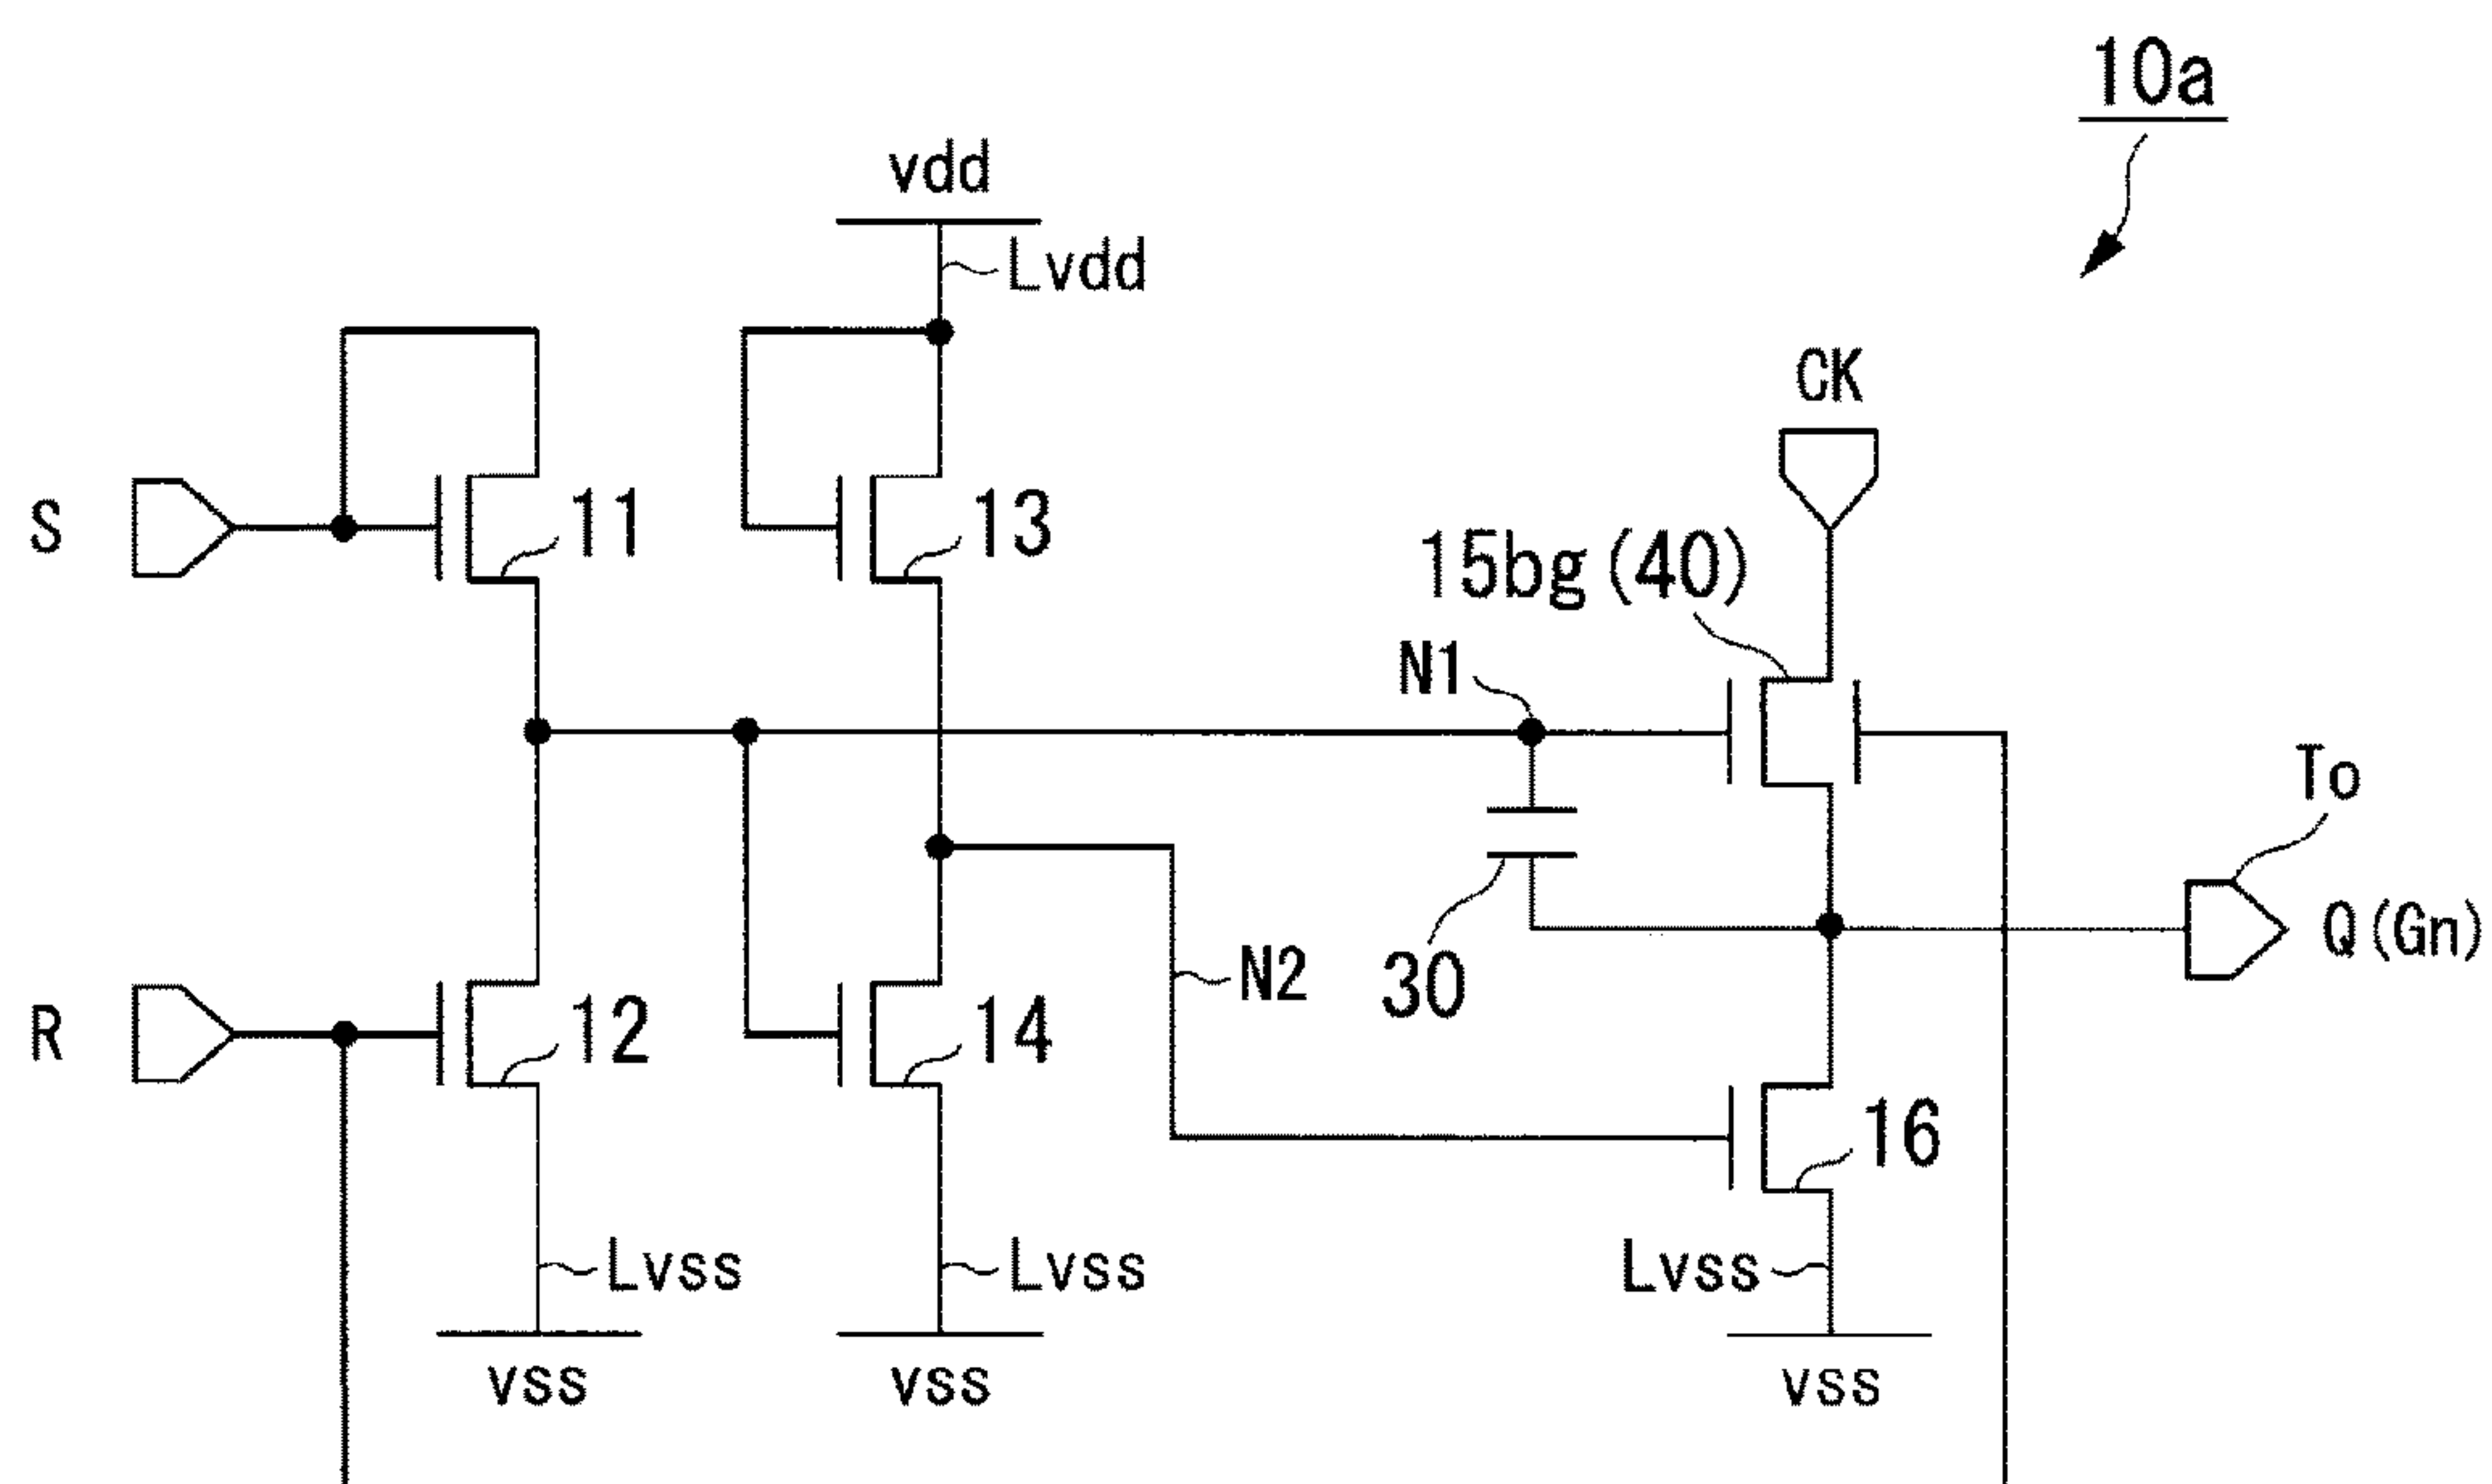 10a
vdd
Lvdd
CK
S
11
13
15bg(40)
N1
To
Q(Gn)
30
N2
R
12
14
16
Lvss
Lvss
Lvss
vss
vss
vss